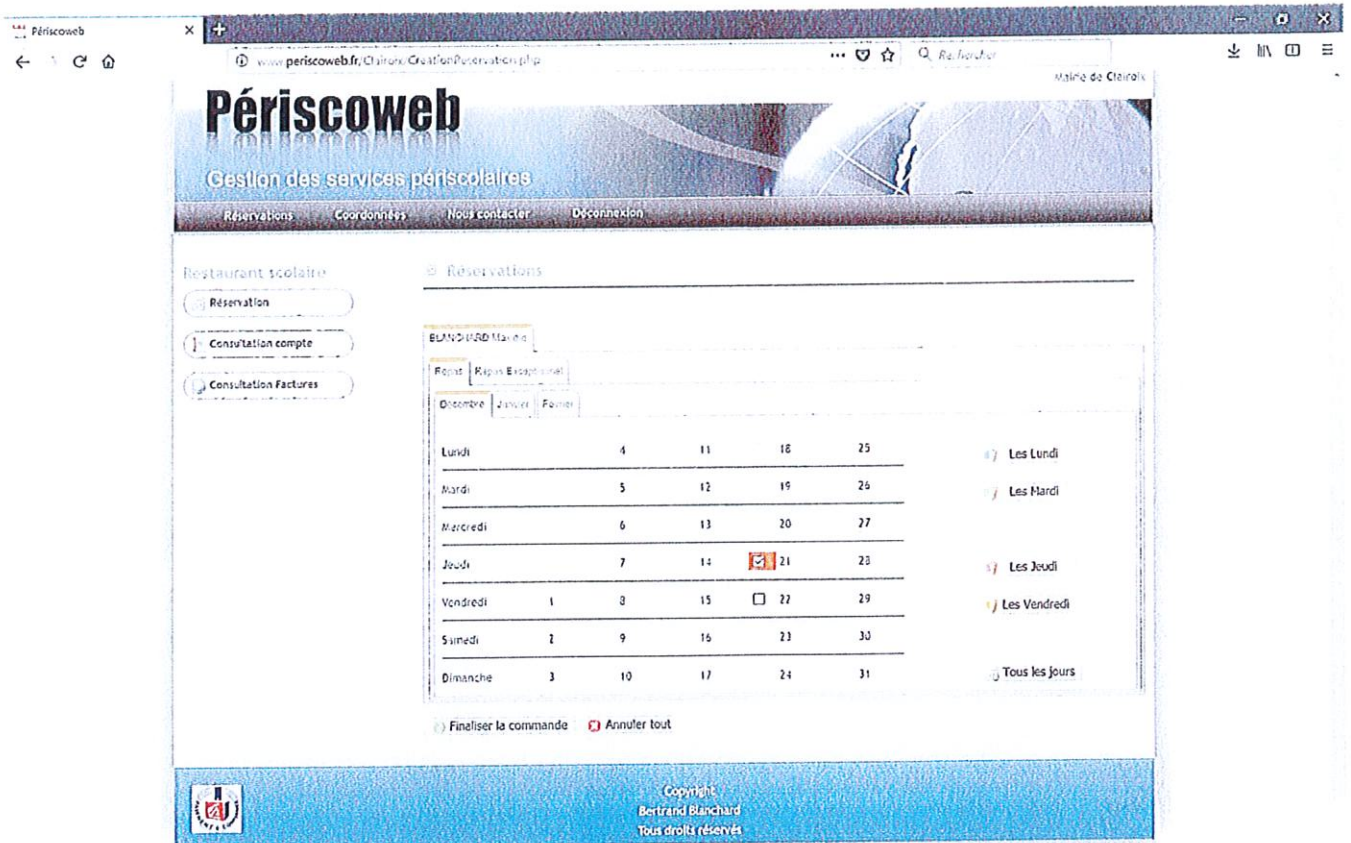 Périscoweb
www.periscoweb.fr/Clairoix/CreationReservation.php
Rechercher
Mairie de Clairoix
Périscoweb
Gestion des services périscolaires
Réservations Coordonnées Nous contacter Déconnexion
Restaurant scolaire
Réservation
Consultation compte
Consultation Factures
Réservations
BLANCHARD
Repas Repas Exceptionnel
Décembre Janvier Février
Lundi 4 11 18 25 Les Lundi
Mardi 5 12 19 26 Les Mardi
Mercredi 6 13 20 27
Jeudi 7 14 21 28 Les Jeudi
Vendredi 1 8 15 22 29 Les Vendredi
Samedi 2 9 16 23 30
Dimanche 3 10 17 24 31 Tous les jours
Finaliser la commande Annuler tout
Copyright
Bertrand Blanchard
Tous droits réservés